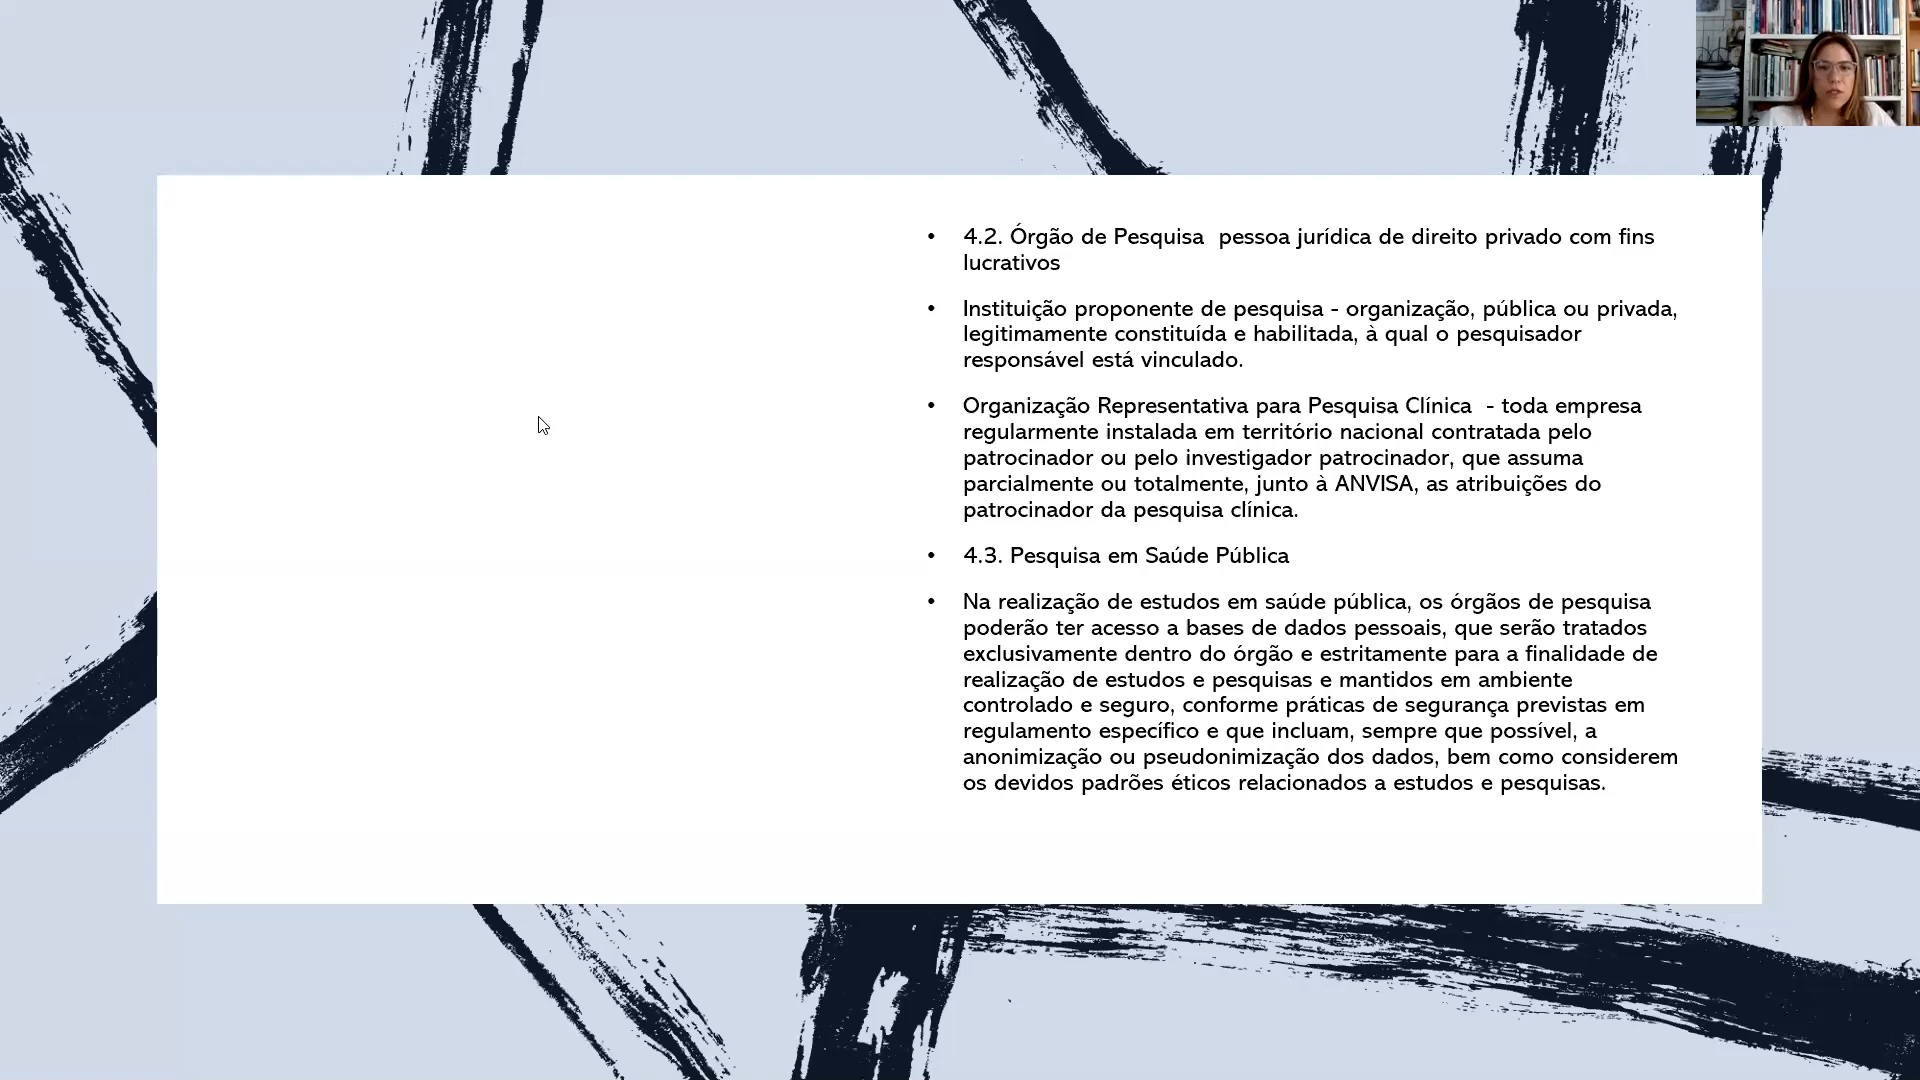 • 4.2. Órgão de Pesquisa  pessoa jurídica de direito privado com fins
lucrativos
• Instituição proponente de pesquisa - organização, pública ou privada,
legitimamente constituída e habilitada, à qual o pesquisador
responsável está vinculado.
• Organização Representativa para Pesquisa Clínica  - toda empresa
regularmente instalada em território nacional contratada pelo
patrocinador ou pelo investigador patrocinador, que assuma
parcialmente ou totalmente, junto à ANVISA, as atribuições do
patrocinador da pesquisa clínica.
• 4.3. Pesquisa em Saúde Pública
• Na realização de estudos em saúde pública, os órgãos de pesquisa
poderão ter acesso a bases de dados pessoais, que serão tratados
exclusivamente dentro do órgão e estritamente para a finalidade de
realização de estudos e pesquisas e mantidos em ambiente
controlado e seguro, conforme práticas de segurança previstas em
regulamento específico e que incluam, sempre que possível, a
anonimização ou pseudonimização dos dados, bem como considerem
os devidos padrões éticos relacionados a estudos e pesquisas.